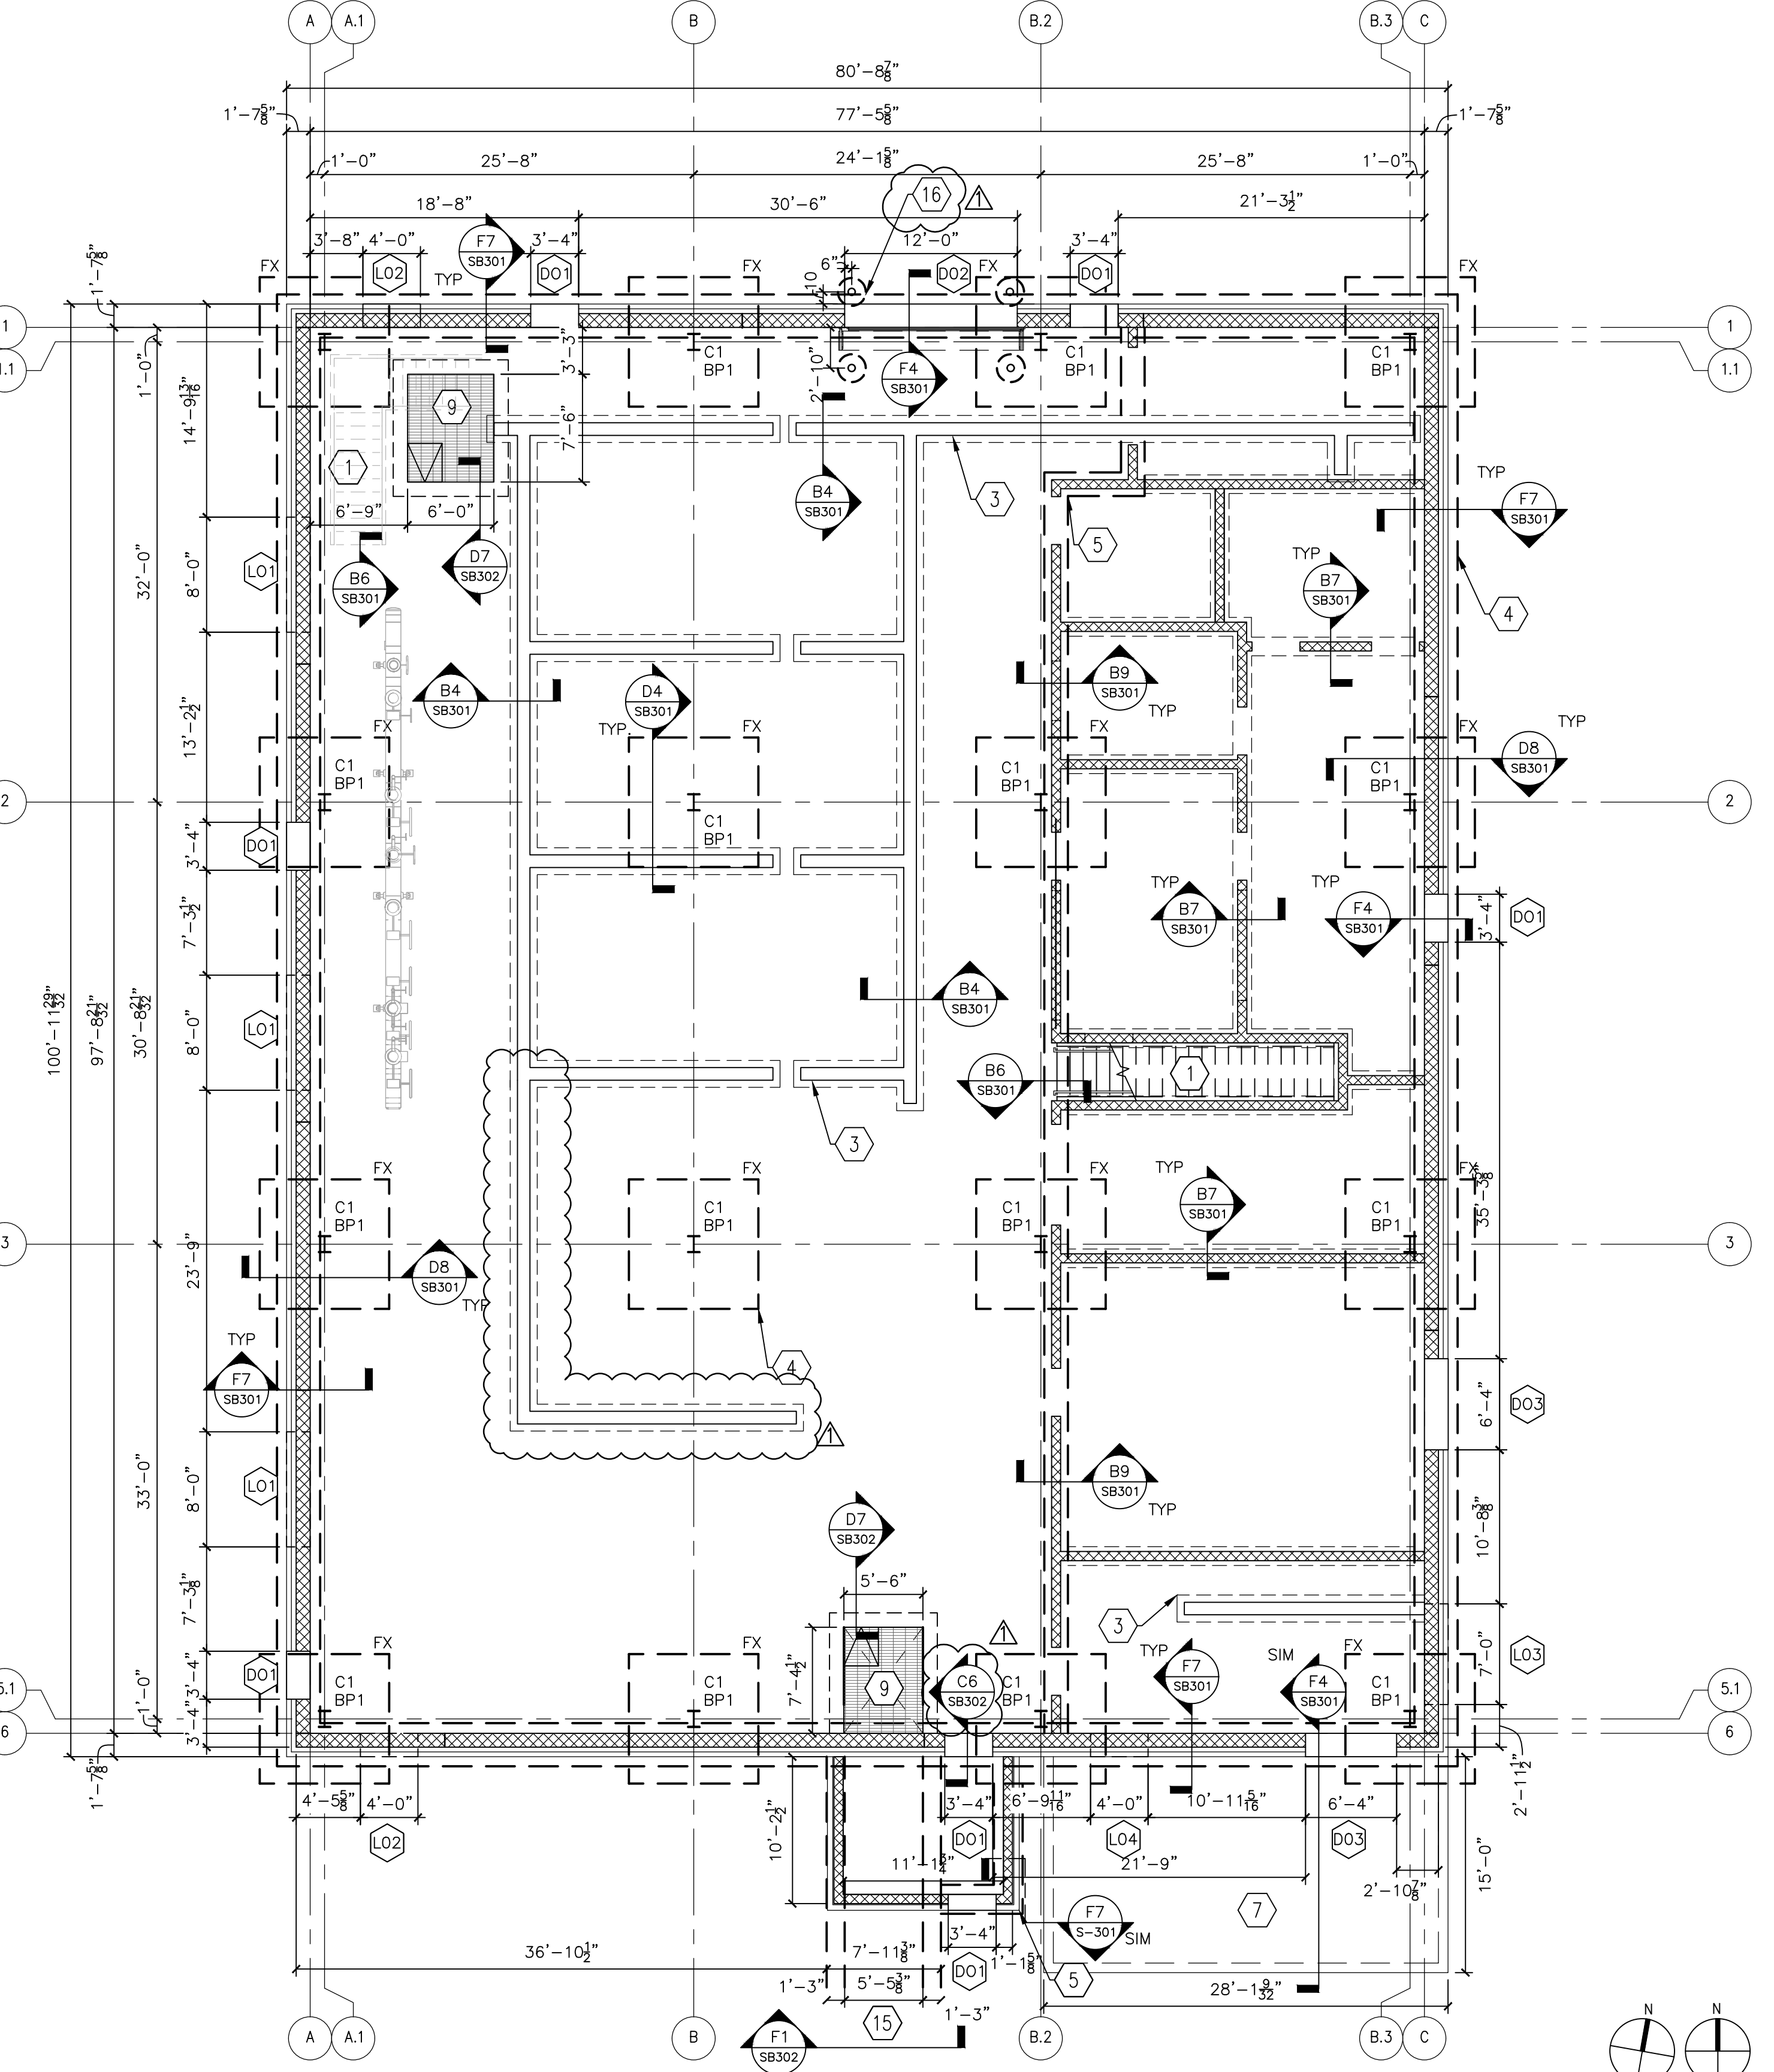 A A.1 B B.2 B.3 C
80'-8 7/8"
1'-7 5/8" 77'-5 5/8" 1'-7 5/8"
1'-0" 25'-8" 24'-1 5/8" 25'-8" 1'-0"
16 1
18'-8" 30'-6" 21'-3 1/2"
3'-8" 4'-0" F7 SB301 3'-4" 12'-0" 3'-4"
FX L02 TYP D01 6" D02 FX D01 FX
1'-7 5/8" 10
1 1
1.1 1.1
1'-0" 3'-3" 2'-10" F4 SB301
C1 BP1 C1 BP1 C1 BP1
14'-9 13/16" 9 7'-6"
1 3 TYP
B4 SB301 F7 SB301
6'-9" 6'-0"
5
32'-0" 8'-0" L01 B6 SB301 D7 SB302 TYP B7 SB301 4
B4 SB301 D4 SB301 TYP B9 SB301 TYP
13'-2 1/2" FX FX FX FX TYP
D8 SB301
C1 BP1 C1 BP1 C1 BP1
2 2
C1 BP1
3'-4" D01
7'-3 1/2" TYP B7 SB301 TYP F4 SB301 3'-4" D01
100'-11 29/32" 97'-8 21/32" 30'-8 21/32" 8'-0" L01 B4 SB301
B6 SB301 1
3
FX FX FX TYP FX
B7 SB301 35'-3 5/8"
C1 BP1 C1 BP1 C1 BP1 C1 BP1
3 3
23'-9" D8 SB301 TYP
TYP F7 SB301 4
6'-4" D03
1
33'-0" 8'-0" L01 B9 SB301 TYP
D7 SB302 10'-8 3/8"
5'-6"
7'-3 1/8" 3
1
FX FX TYP SIM FX
D01 3'-4" 7'-4 1/2" F7 SB301 F4 SB301 7'-0" L03
C1 BP1 C1 BP1 9 C6 SB302 C1 BP1 C1 BP1
5.1 5.1
6 1'-0" 3'-4" 6
1'-7 5/8" 2'-11 1/2"
4'-5 5/8" 4'-0" 3'-4" 6'-9 11/16" 4'-0" 10'-11 5/16" 6'-4"
L02 10'-2 1/2" D01 L04 D03
11'-1 3/4" 21'-9" 2'-10 7/8" 15'-0"
7
F7 S-301 SIM
36'-10 1/2" 7'-11 3/8" 3'-4" 1'-1 5/8"
1'-3" 5'-5 3/8" D01 5 28'-1 9/32"
15 1'-3"
A A.1 B F1 SB302 B.2 B.3 C
N N